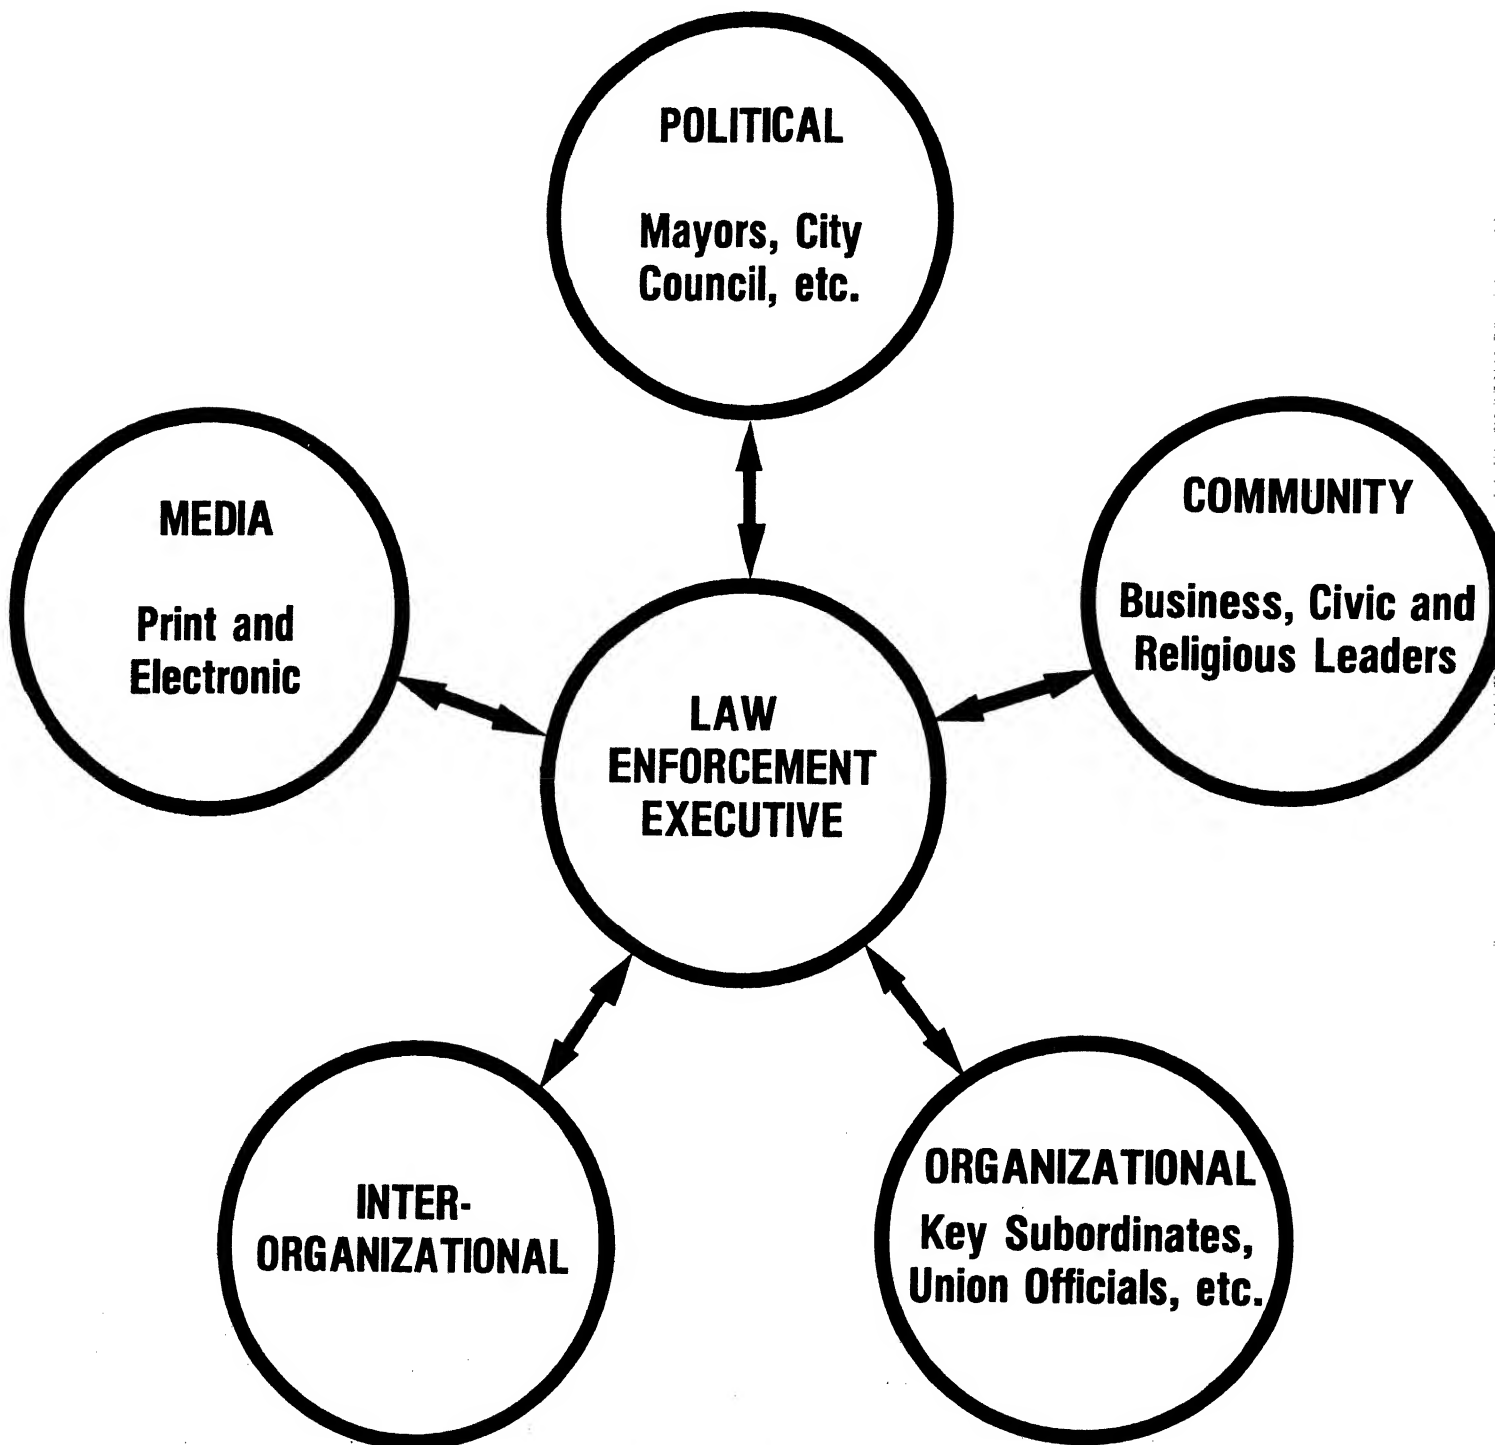 POLITICAL
Mayors, City
Council, etc.
MEDIA
Print and
Electronic
COMMUNITY
Business, Civic and
Religious Leaders
LAW
ENFORCEMENT
EXECUTIVE
INTER-
ORGANIZATIONAL
ORGANIZATIONAL
Key Subordinates,
Union Officials, etc.